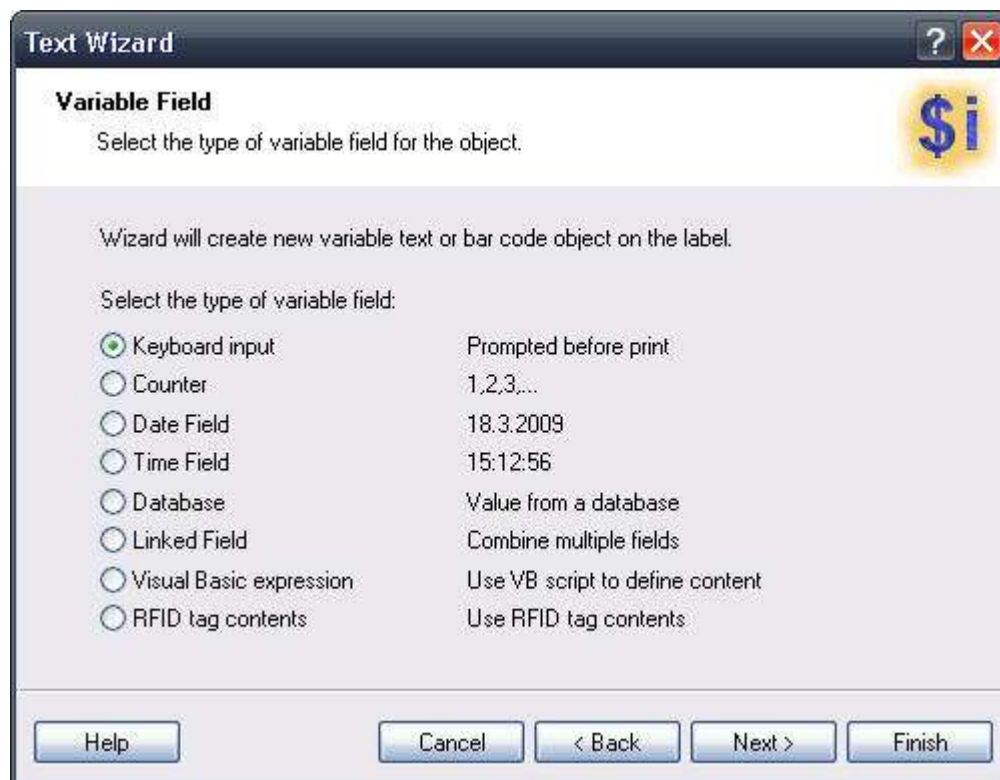 Text Wizard
?
Variable Field
Select the type of variable field for the object.
$i
Wizard will create new variable text or bar code object on the label.
Select the type of variable field:
Keyboard input Prompted before print
Counter 1,2,3,...
Date Field 18.3.2009
Time Field 15:12:56
Database Value from a database
Linked Field Combine multiple fields
Visual Basic expression Use VB script to define content
RFID tag contents Use RFID tag contents
Help Cancel < Back Next > Finish